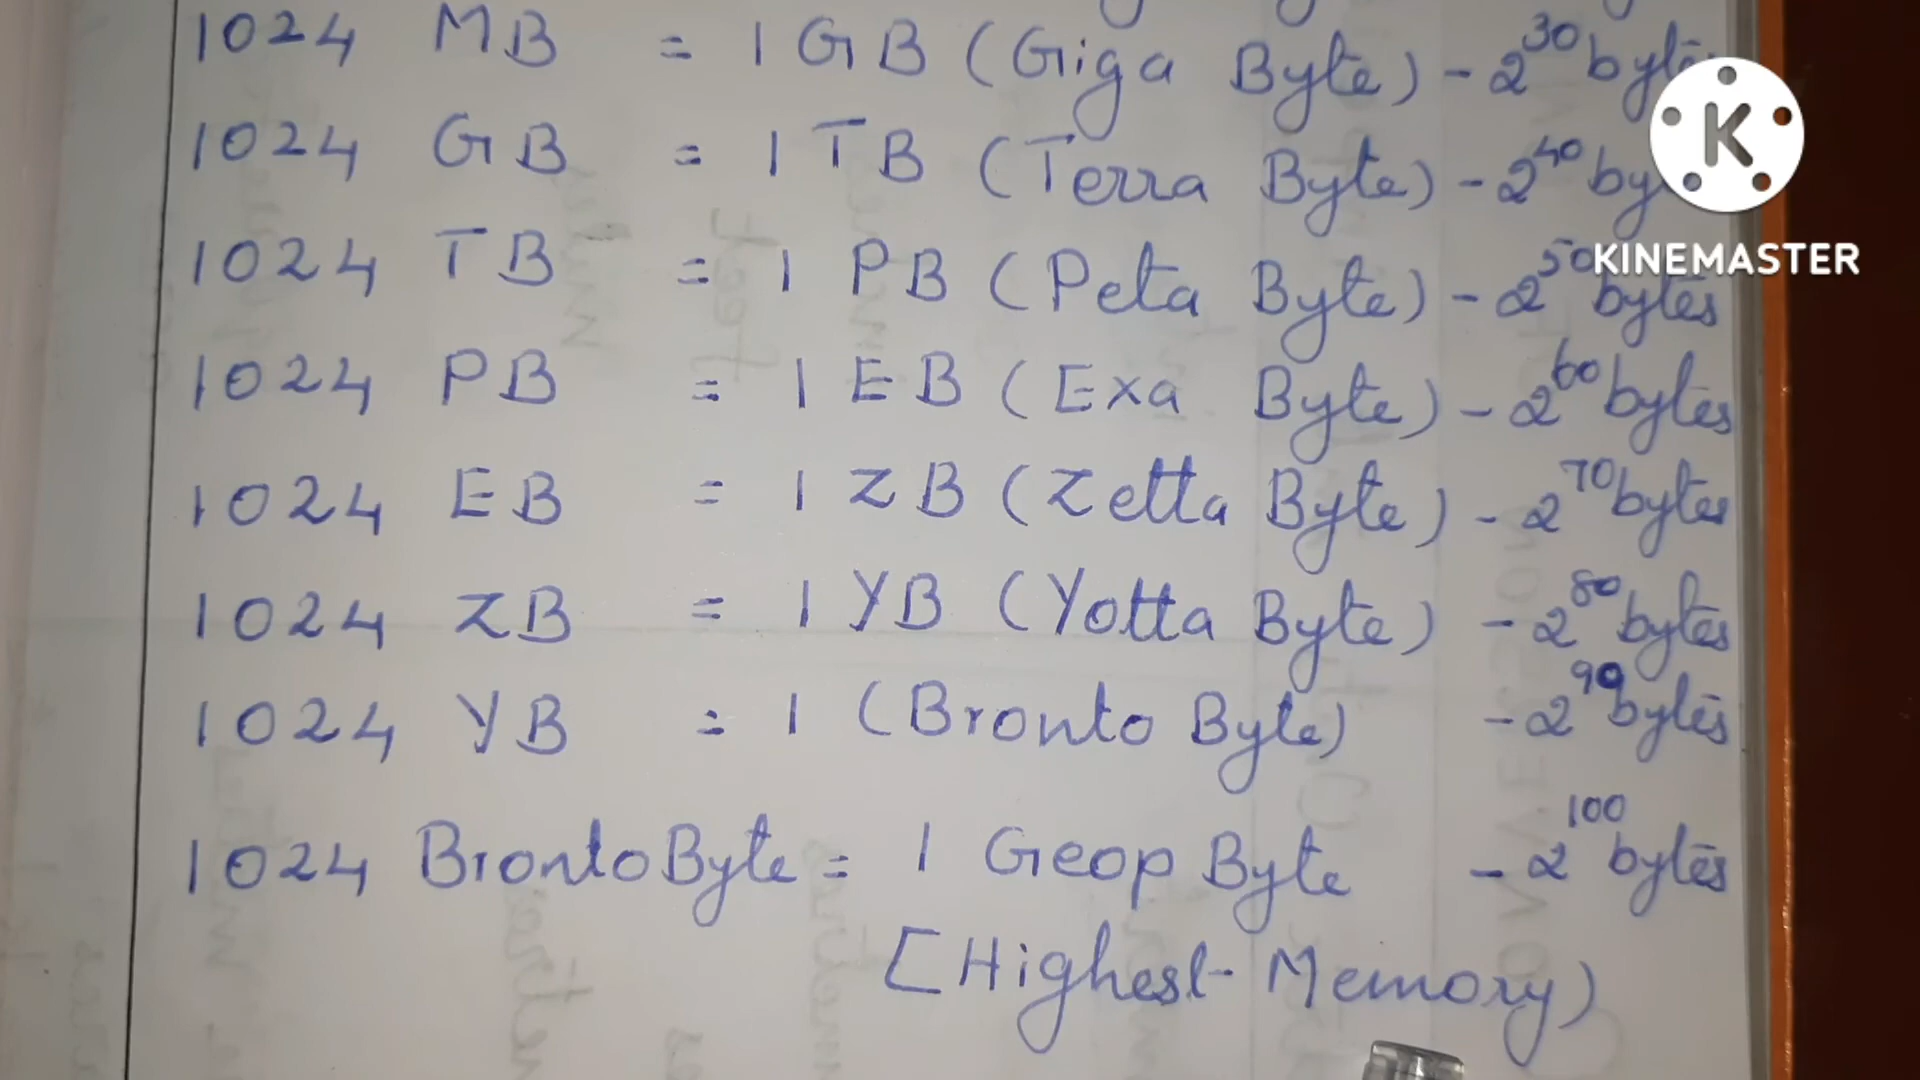 1024 MB = 1 GB (Giga Byte) - 2^30 bytes
1024 GB = 1 TB (Terra Byte) - 2^40 by
1024 TB = 1 PB (Peta Byte) - 2^50 bytes
1024 PB = 1 EB (Exa Byte) - 2^60 bytes
1024 EB = 1 ZB (Zetta Byte) - 2^70 bytes
1024 ZB = 1 YB (Yotta Byte) - 2^80 bytes
1024 YB = 1 (Bronto Byte) - 2^90 bytes
1024 BrontoByte = 1 Geop Byte - 2^100 bytes
[Highest Memory)
K
KINEMASTER